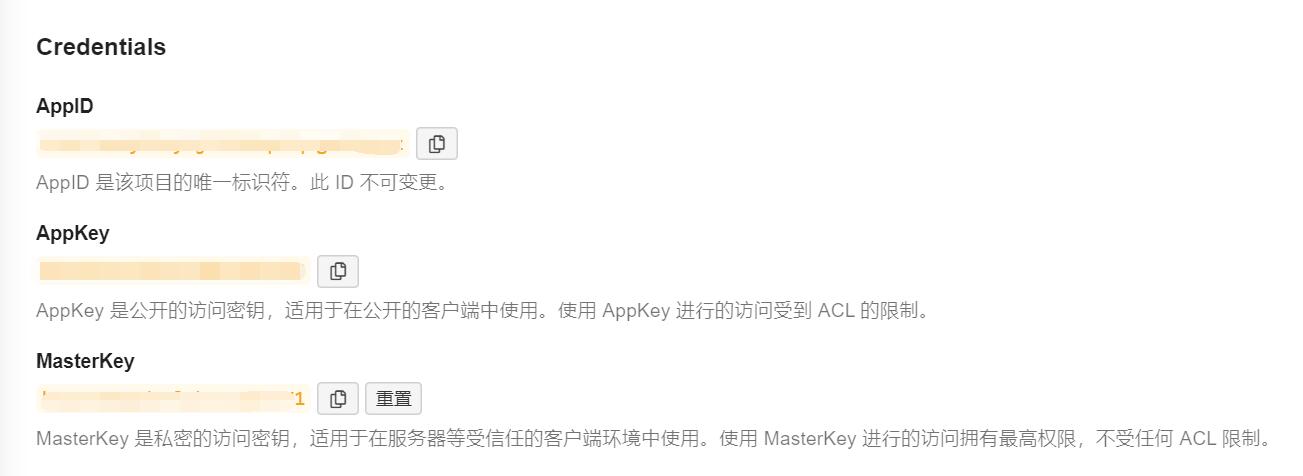 Credentials
AppID
AppID 是该项目的唯一标识符。此 ID 不可变更。
AppKey
AppKey 是公开的访问密钥，适用于在公开的客户端中使用。使用 AppKey 进行的访问受到 ACL 的限制。
MasterKey
重置
MasterKey 是私密的访问密钥，适用于在服务器等受信任的客户端环境中使用。使用 MasterKey 进行的访问拥有最高权限，不受任何 ACL 限制。